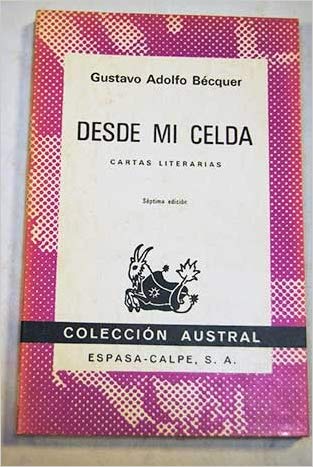 Gustavo Adolfo Bécquer
DESDE MI CELDA
CARTAS LITERARIAS
Séptima edición
COLECCIÓN AUSTRAL
ESPASA-CALPE, S. A.